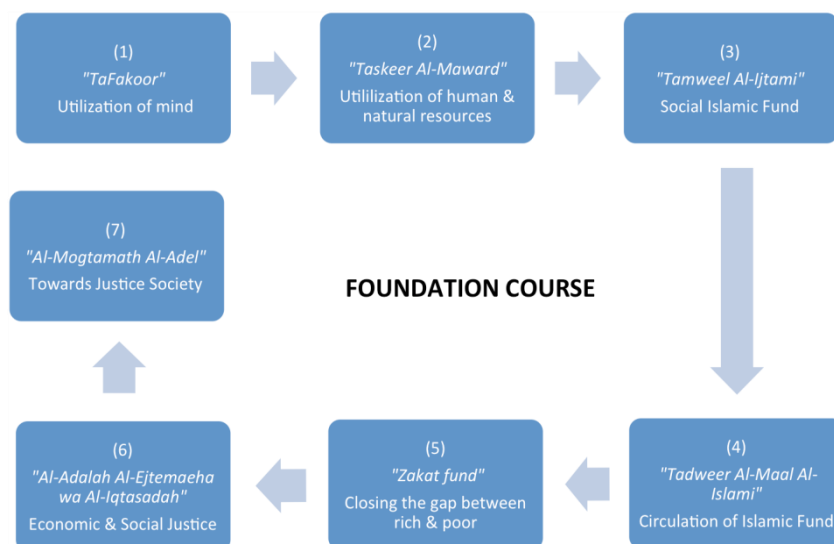 (1)
"TaFakoor"
Utilization of mind
(2)
"Taskeer Al-Maward"
Utililization of human &
natural resources
(3)
"Tamweel Al-Ijtami"
Social Islamic Fund
(7)
"Al-Mogtamath Al-Adel"
Towards Justice Society
FOUNDATION COURSE
(6)
"Al-Adalah Al-Ejtemaeha
wa Al-Iqtasadah"
Economic & Social Justice
(5)
"Zakat fund"
Closing the gap between
rich & poor
(4)
"Tadweer Al-Maal Al-
Islami"
Circulation of Islamic Fund